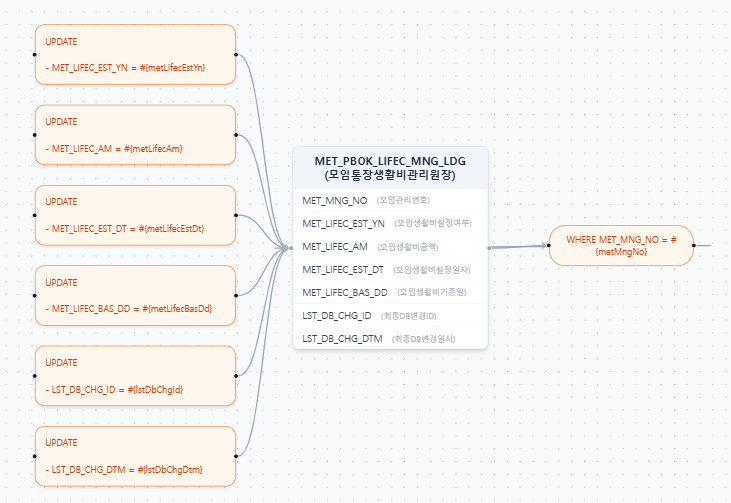 UPDATE
- MET_LIFEC_EST_YN = #{metLifecEstYn}
UPDATE
- MET_LIFEC_AM = #{metLifecAm}
UPDATE
- MET_LIFEC_EST_DT = #{metLifecEstDt}
UPDATE
- MET_LIFEC_BAS_DD = #{metLifecBasDd}
UPDATE
- LST_DB_CHG_ID = #{lstDbChgId}
UPDATE
- LST_DB_CHG_DTM = #{lstDbChgDtm}
MET_PBOK_LIFEC_MNG_LDG
(모임통장생활비관리원장)
MET_MNG_NO (모임관리번호)
MET_LIFEC_EST_YN (모임생활비설정여부)
MET_LIFEC_AM (모임생활비금액)
MET_LIFEC_EST_DT (모임생활비설정일자)
MET_LIFEC_BAS_DD (모임생활비기준일)
LST_DB_CHG_ID (최종DB변경ID)
LST_DB_CHG_DTM (최종DB변경일시)
WHERE MET_MNG_NO = #
{metMngNo}